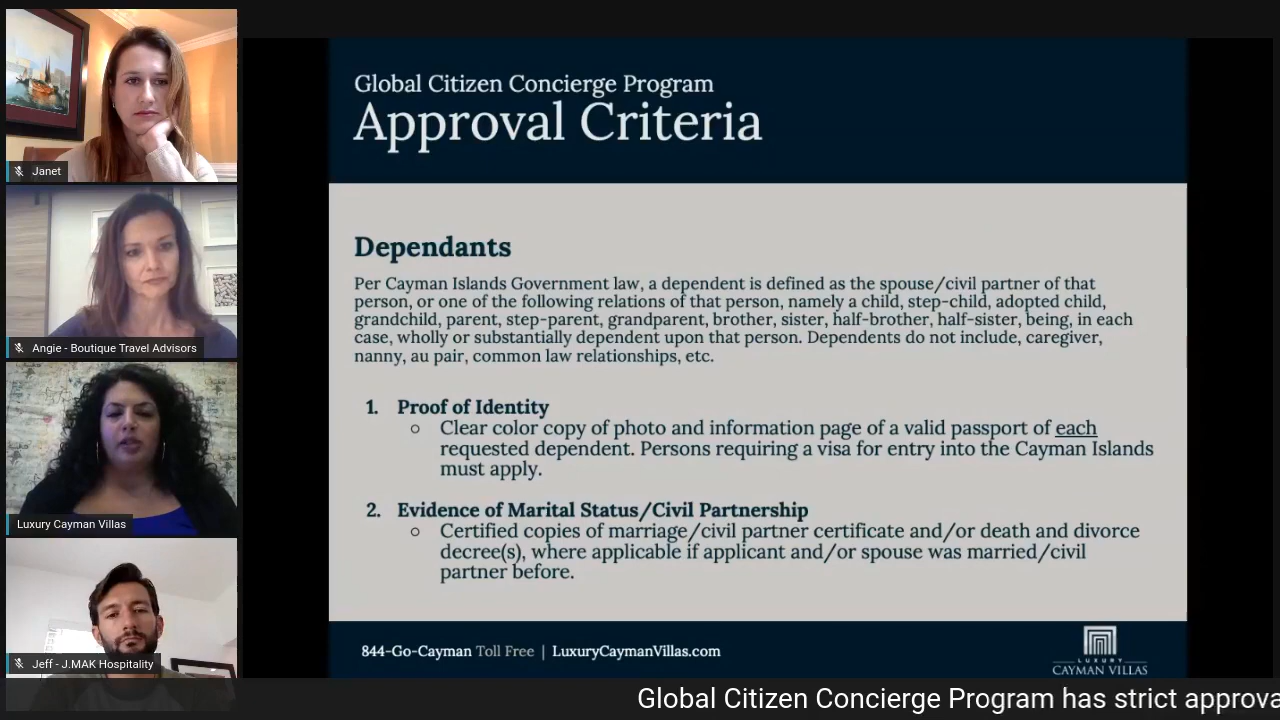 Janet
Angie - Boutique Travel Advisors
Luxury Cayman Villas
Jeff - J.MAK Hospitality
Global Citizen Concierge Program
Approval Criteria
Dependants
Per Cayman Islands Government law, a dependent is defined as the spouse/civil partner of that
person, or one of the following relations of that person, namely a child, step-child, adopted child,
grandchild, parent, step-parent, grandparent, brother, sister, half-brother, half-sister, being, in each
case, wholly or substantially dependent upon that person. Dependents do not include, caregiver,
nanny, au pair, common law relationships, etc.
1. Proof of Identity
○ Clear color copy of photo and information page of a valid passport of each
requested dependent. Persons requiring a visa for entry into the Cayman Islands
must apply.
2. Evidence of Marital Status/Civil Partnership
○ Certified copies of marriage/civil partner certificate and/or death and divorce
decree(s), where applicable if applicant and/or spouse was married/civil
partner before.
844-Go-Cayman Toll Free | LuxuryCaymanVillas.com
LUXURY
CAYMAN VILLAS
Global Citizen Concierge Program has strict approva